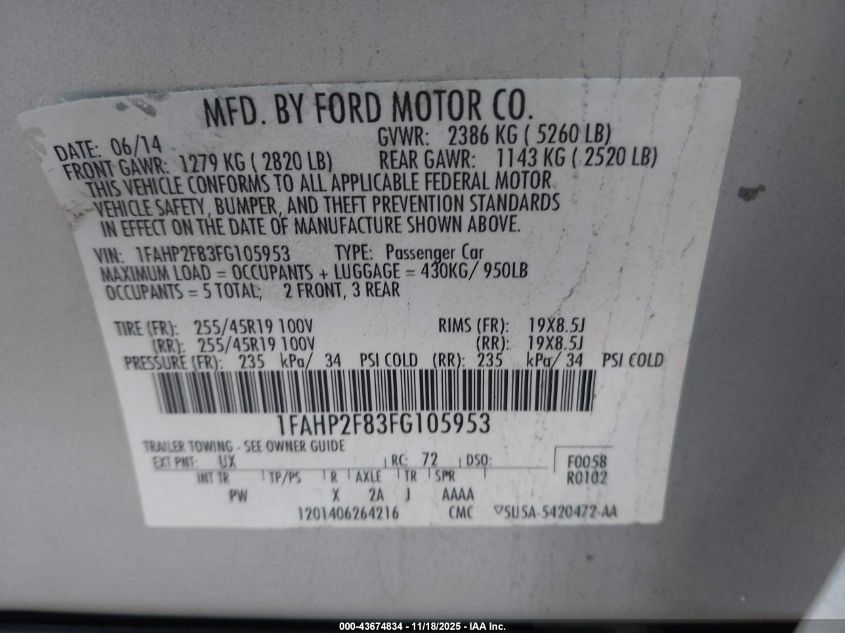 MFD. BY FORD MOTOR CO.
DATE: 06/14 GVWR: 2386 KG ( 5260 LB)
FRONT GAWR: 1279 KG ( 2820 LB) REAR GAWR: 1143 KG ( 2520 LB)
THIS VEHICLE CONFORMS TO ALL APPLICABLE FEDERAL MOTOR
VEHICLE SAFETY, BUMPER, AND THEFT PREVENTION STANDARDS
IN EFFECT ON THE DATE OF MANUFACTURE SHOWN ABOVE.
VIN: 1FAHP2F83FG105953 TYPE: Passenger Car
MAXIMUM LOAD = OCCUPANTS + LUGGAGE = 430KG/ 950LB
OCCUPANTS = 5 TOTAL; 2 FRONT, 3 REAR
TIRE (FR): 255/45R19 100V RIMS (FR): 19X8.5J
(RR): 255/45R19 100V (RR): 19X8.5J
PRESSURE (FR): 235 kPa/ 34 PSI COLD (RR): 235 kPa/ 34 PSI COLD
1FAHP2F83FG105953
TRAILER TOWING - SEE OWNER GUIDE
EXT PNT: UX RC: 72 DSO: F0058
INT TR TP/PS R AXLE TR SPR R0102
PW X 2A J AAAA
1201406264216 CMC 5U5A-5420472-AA
000-43674834 - 11/18/2025 - IAA Inc.